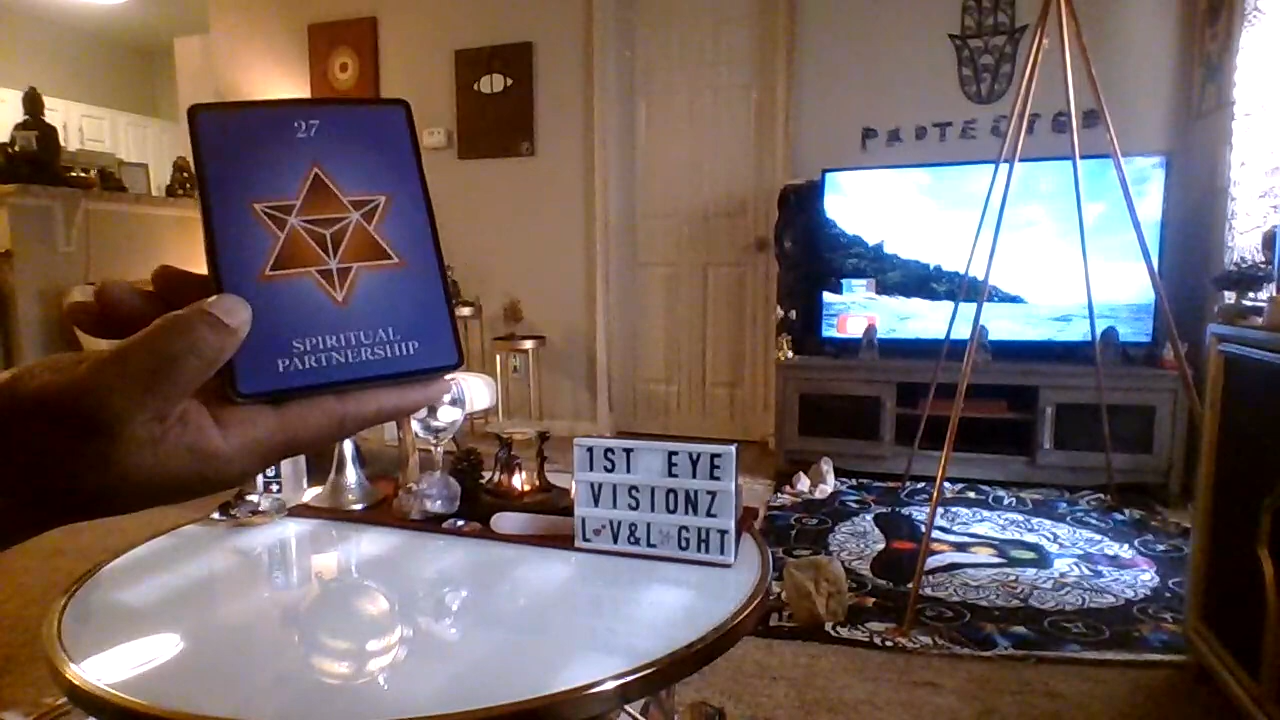 27
SPIRITUAL
PARTNERSHIP
PROTECTED
1ST EYE
VISIONZ
L♥V&L☀GHT